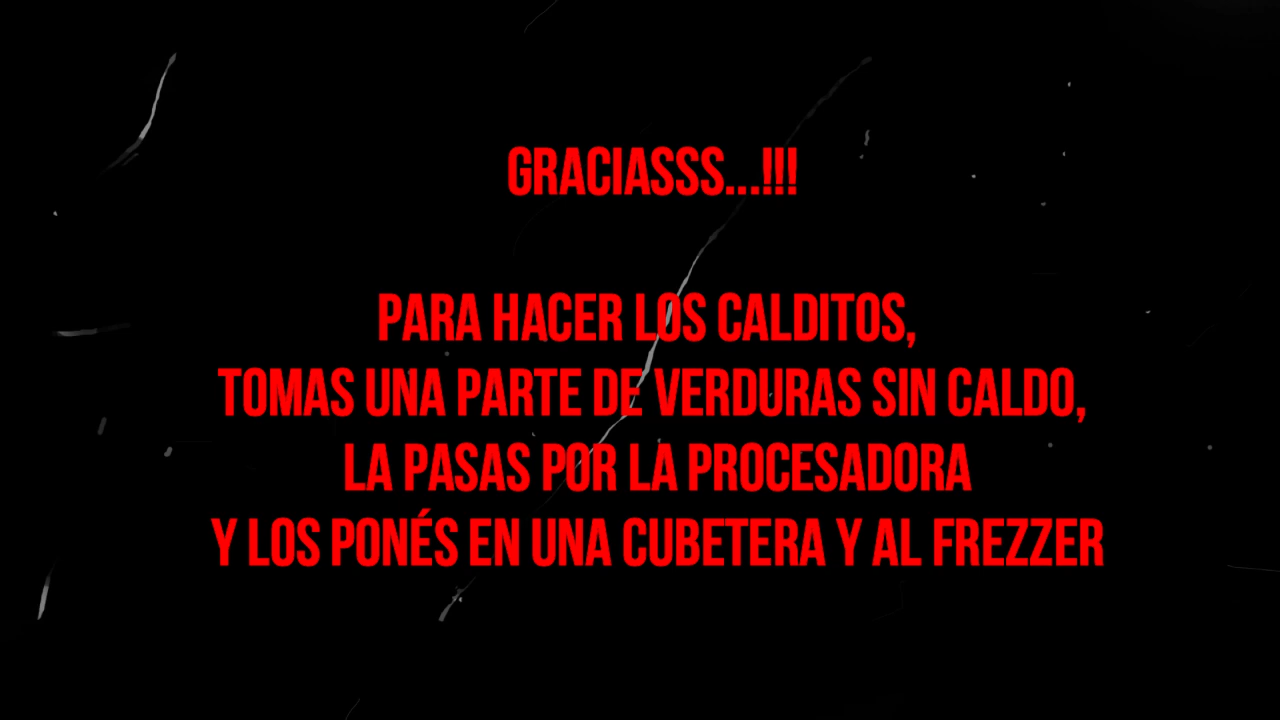 GRACIASSS...!!!
PARA HACER LOS CALDITOS,
TOMAS UNA PARTE DE VERDURAS SIN CALDO,
LA PASAS POR LA PROCESADORA
Y LOS PONÉS EN UNA CUBETERA Y AL FREZZER